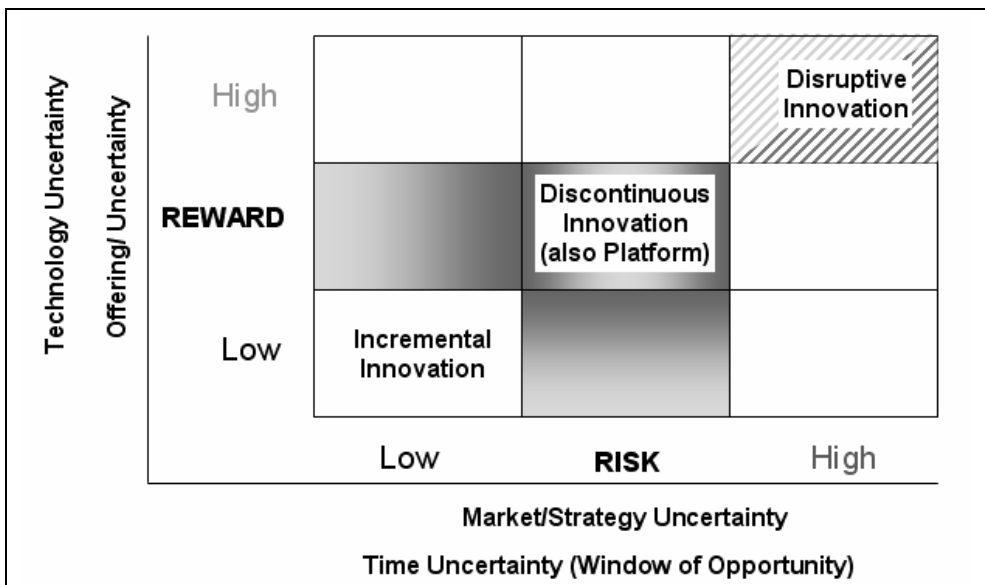 Technology Uncertainty
Offering/ Uncertainty
High
Disruptive
Innovation
REWARD
Discontinuous
Innovation
(also Platform)
Low
Incremental
Innovation
Low
RISK
High
Market/Strategy Uncertainty
Time Uncertainty (Window of Opportunity)